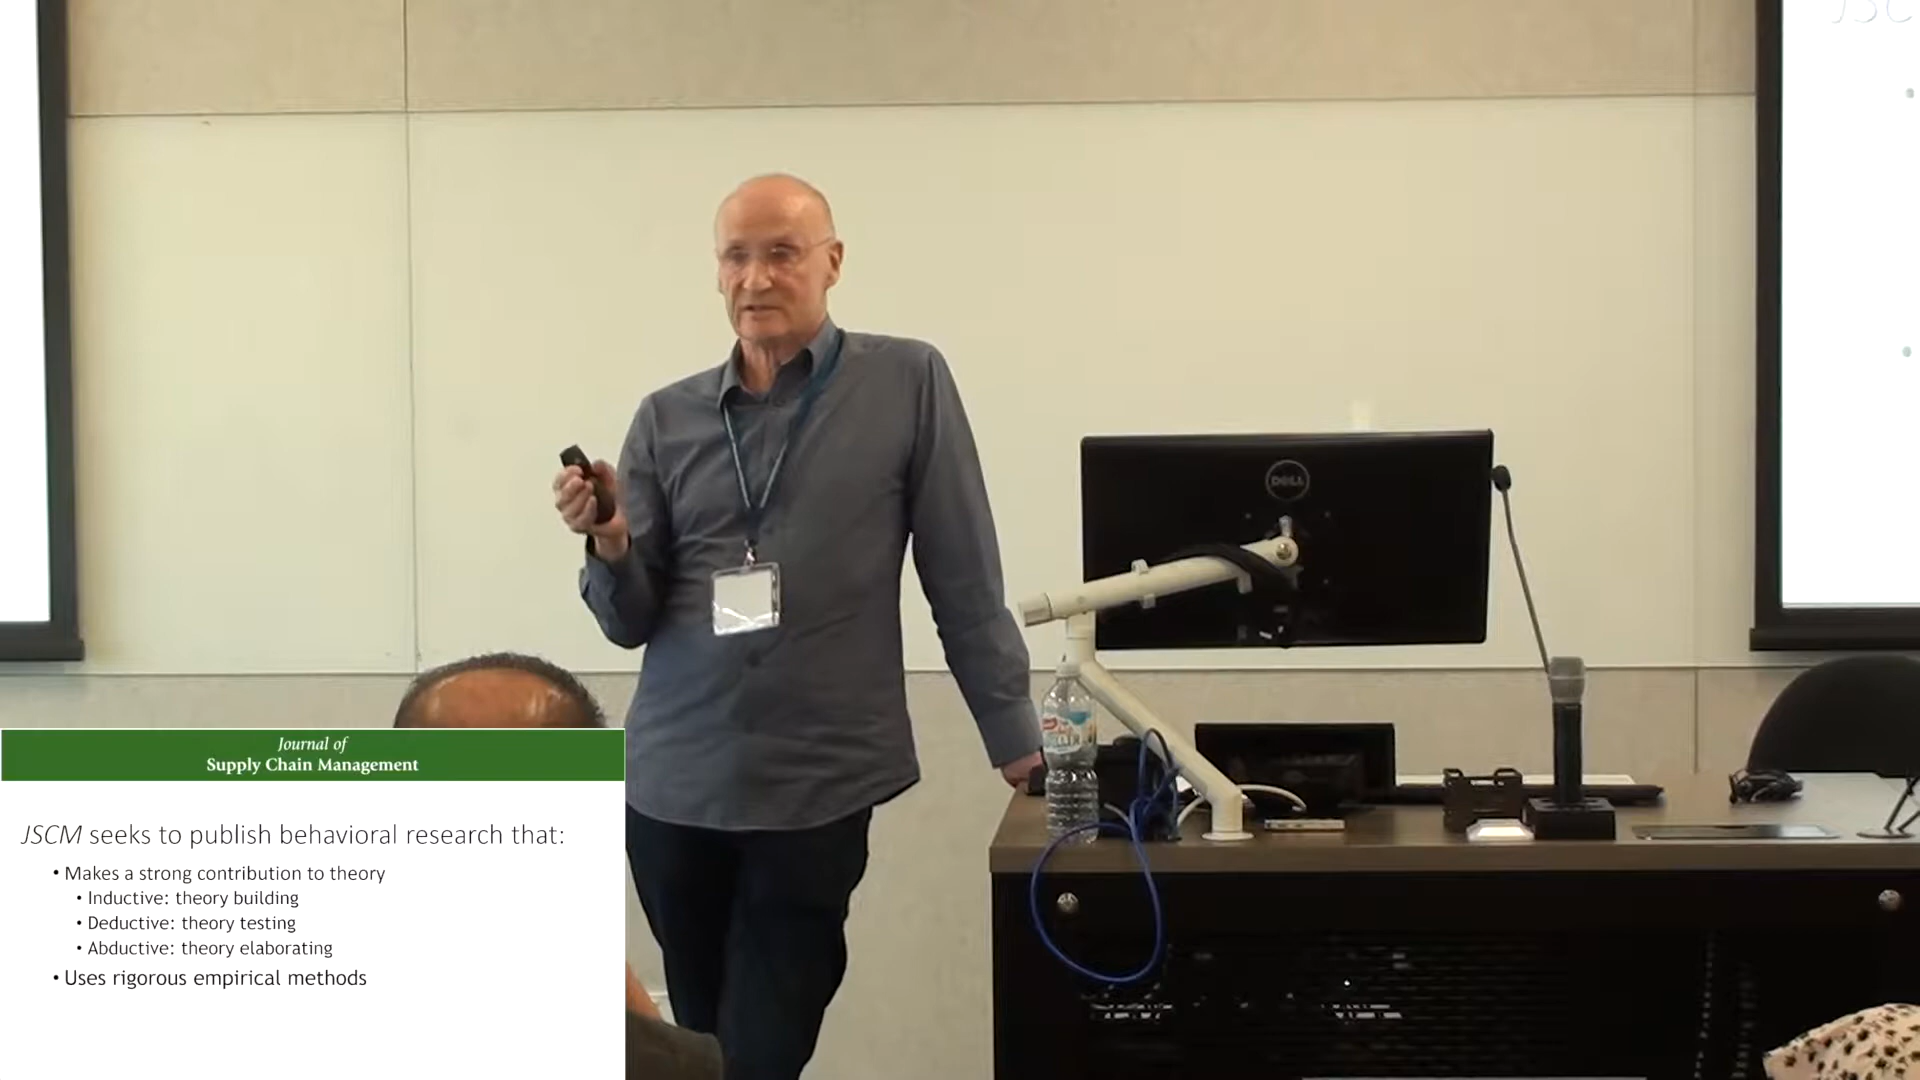 JSC
DELL
Journal of
Supply Chain Management
JSCM seeks to publish behavioral research that:
• Makes a strong contribution to theory
• Inductive: theory building
• Deductive: theory testing
• Abductive: theory elaborating
• Uses rigorous empirical methods